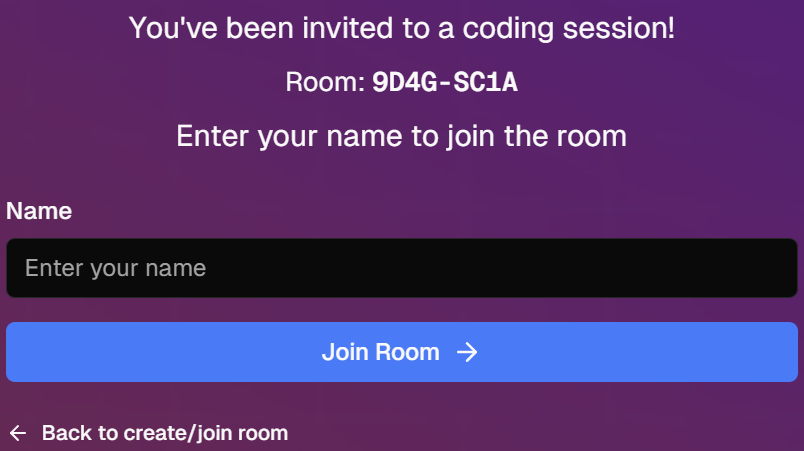 You've been invited to a coding session!
Room: 9D4G-SC1A
Enter your name to join the room
Name
Enter your name
Join Room →
← Back to create/join room